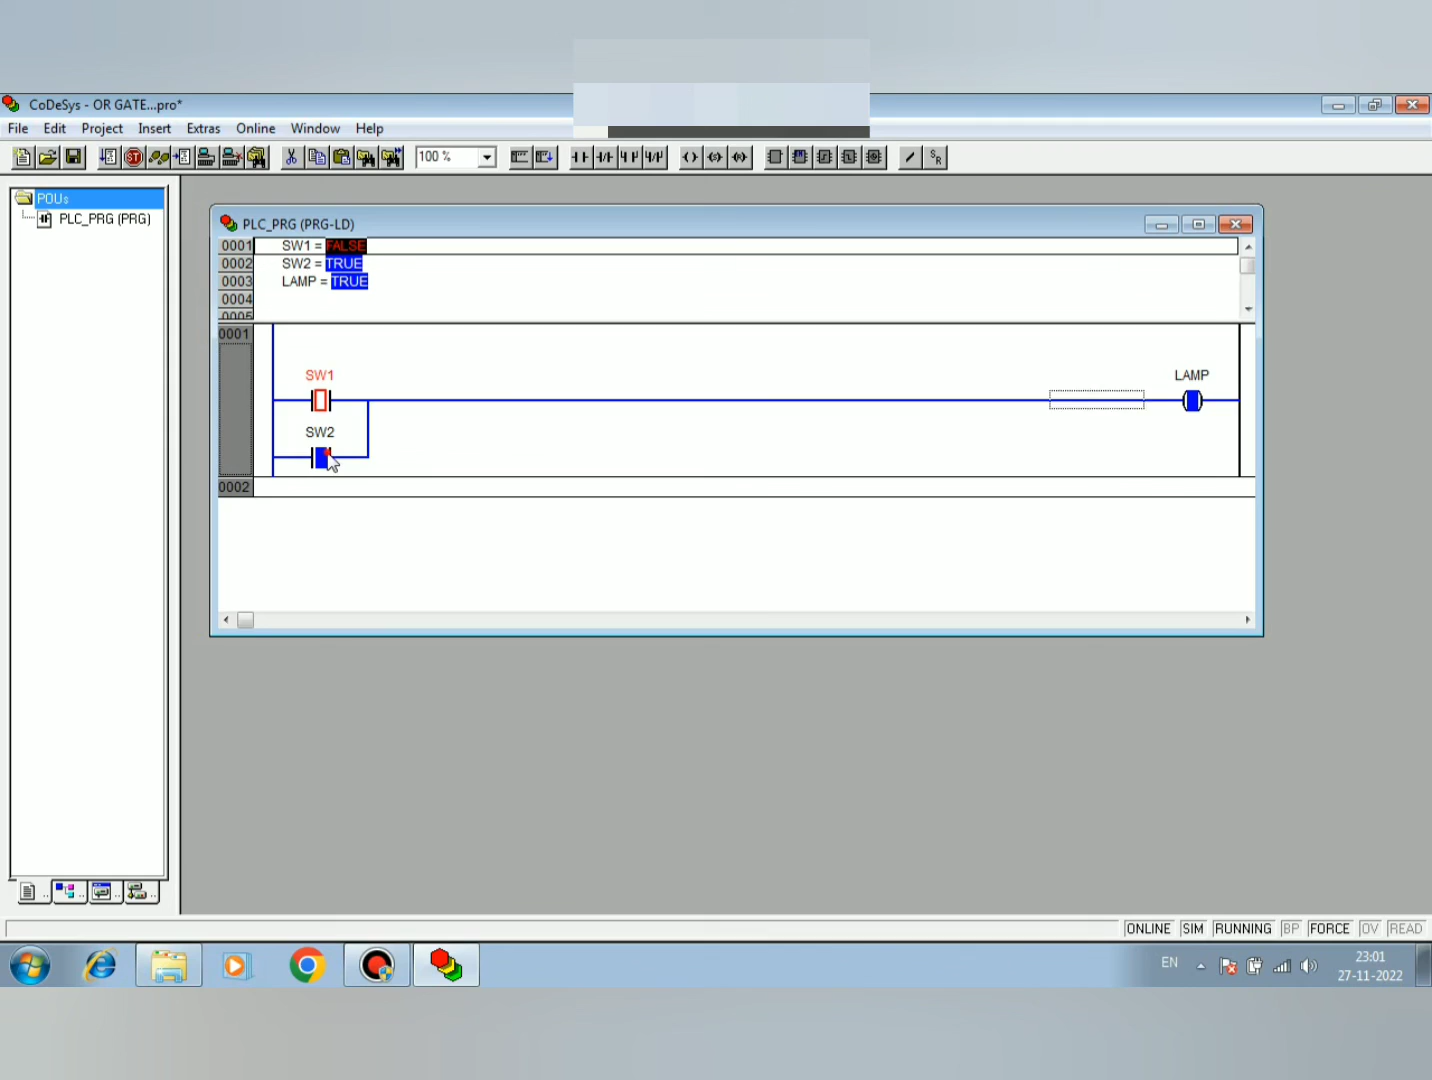 CoDeSys - OR GATE...pro*
File Edit Project Insert Extras Online Window Help
ST
100 %
S R
POUs
PLC_PRG (PRG)
PLC_PRG (PRG-LD)
0001 SW1 = FALSE
0002 SW2 = TRUE
0003 LAMP = TRUE
0004
0005
0001
SW1 LAMP
SW2
0002
ONLINE SIM RUNNING BP FORCE OV READ
EN
23:01
27-11-2022